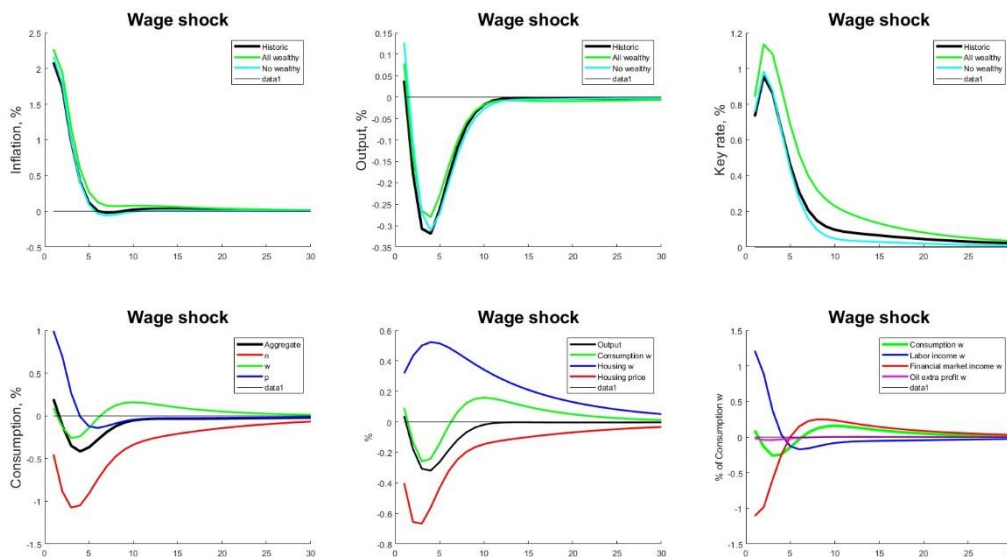 Wage shock
Inflation, %
2.5
2
1.5
1
0.5
0
-0.5
0 5 10 15 20 25 30
Historic
All wealthy
No wealthy
data1
Wage shock
Output, %
0.15
0.1
0.05
0
-0.05
-0.1
-0.15
-0.2
-0.25
-0.3
-0.35
0 5 10 15 20 25 30
Historic
All wealthy
No wealthy
data1
Wage shock
Key rate, %
1.2
1
0.8
0.6
0.4
0.2
0
0 5 10 15 20 25
Historic
All wealthy
No wealthy
data1
Wage shock
Consumption, %
1
0.5
0
-0.5
-1
-1.5
0 5 10 15 20 25 30
Aggregate
n
w
p
data1
Wage shock
%
0.6
0.4
0.2
0
-0.2
-0.4
-0.6
-0.8
0 5 10 15 20 25 30
Output
Consumption w
Housing w
Housing price
data1
Wage shock
% of Consumption w
1.5
1
0.5
0
-0.5
-1
-1.5
0 5 10 15 20 25
Consumption w
Labor income w
Financial market income w
Oil extra profit w
data1